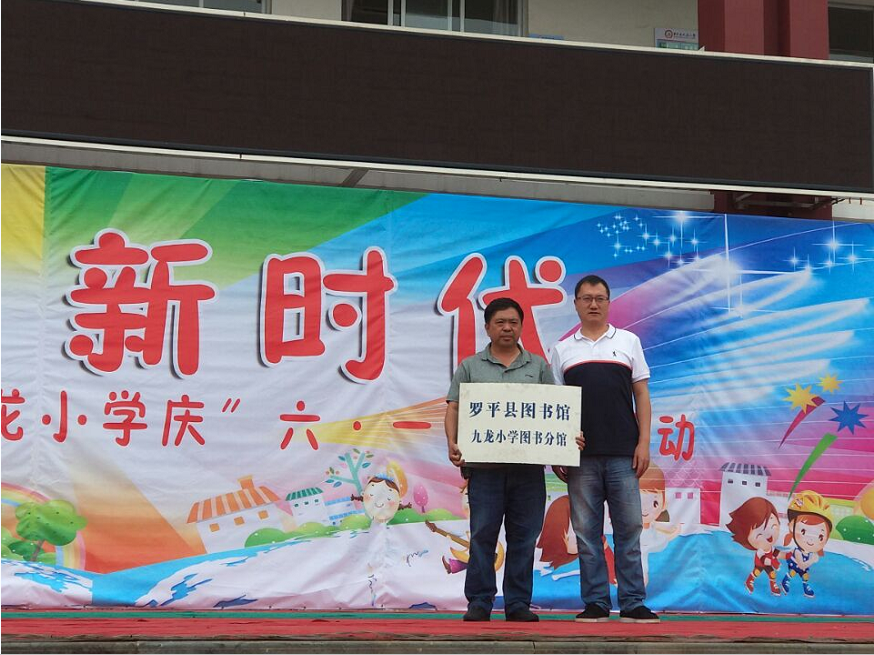 新时代
龙小学庆”六·一
动
罗平县图书馆
九龙小学图书分馆